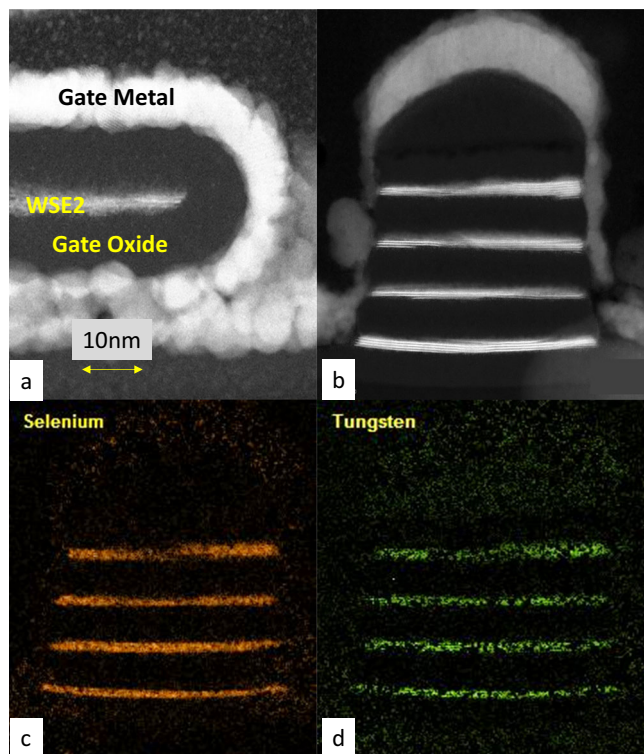 Gate Metal
WSE2
Gate Oxide
10nm
a
b
Selenium
Tungsten
c
d